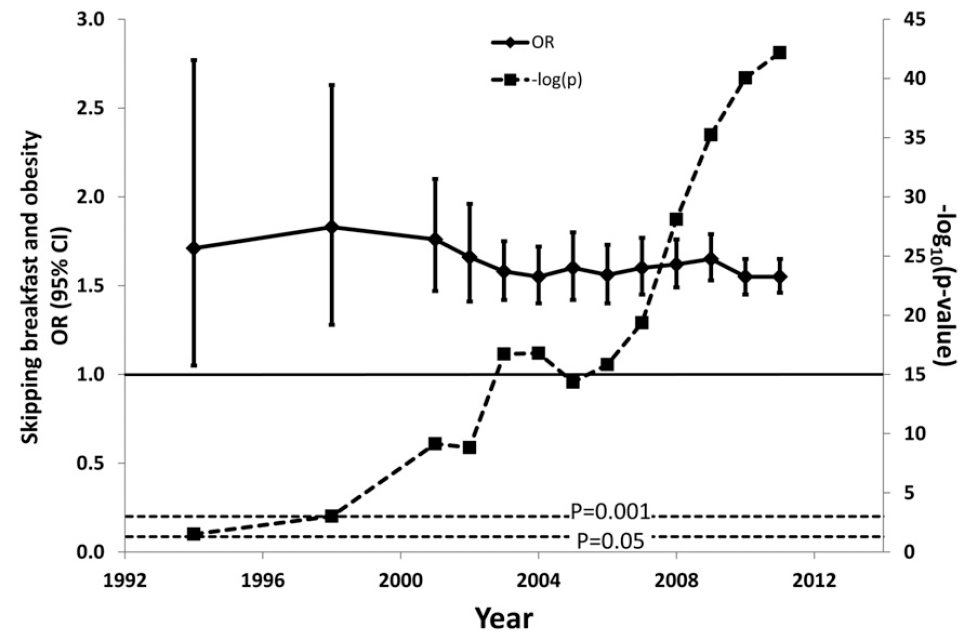 3.0
2.5
2.0
1.5
1.0
0.5
0.0
Skipping breakfast and obesity
OR (95% CI)
OR
-log(p)
45
40
35
30
25
20
15
10
5
0
-log10(p-value)
P=0.001
P=0.05
1992
1996
2000
2004
2008
2012
Year